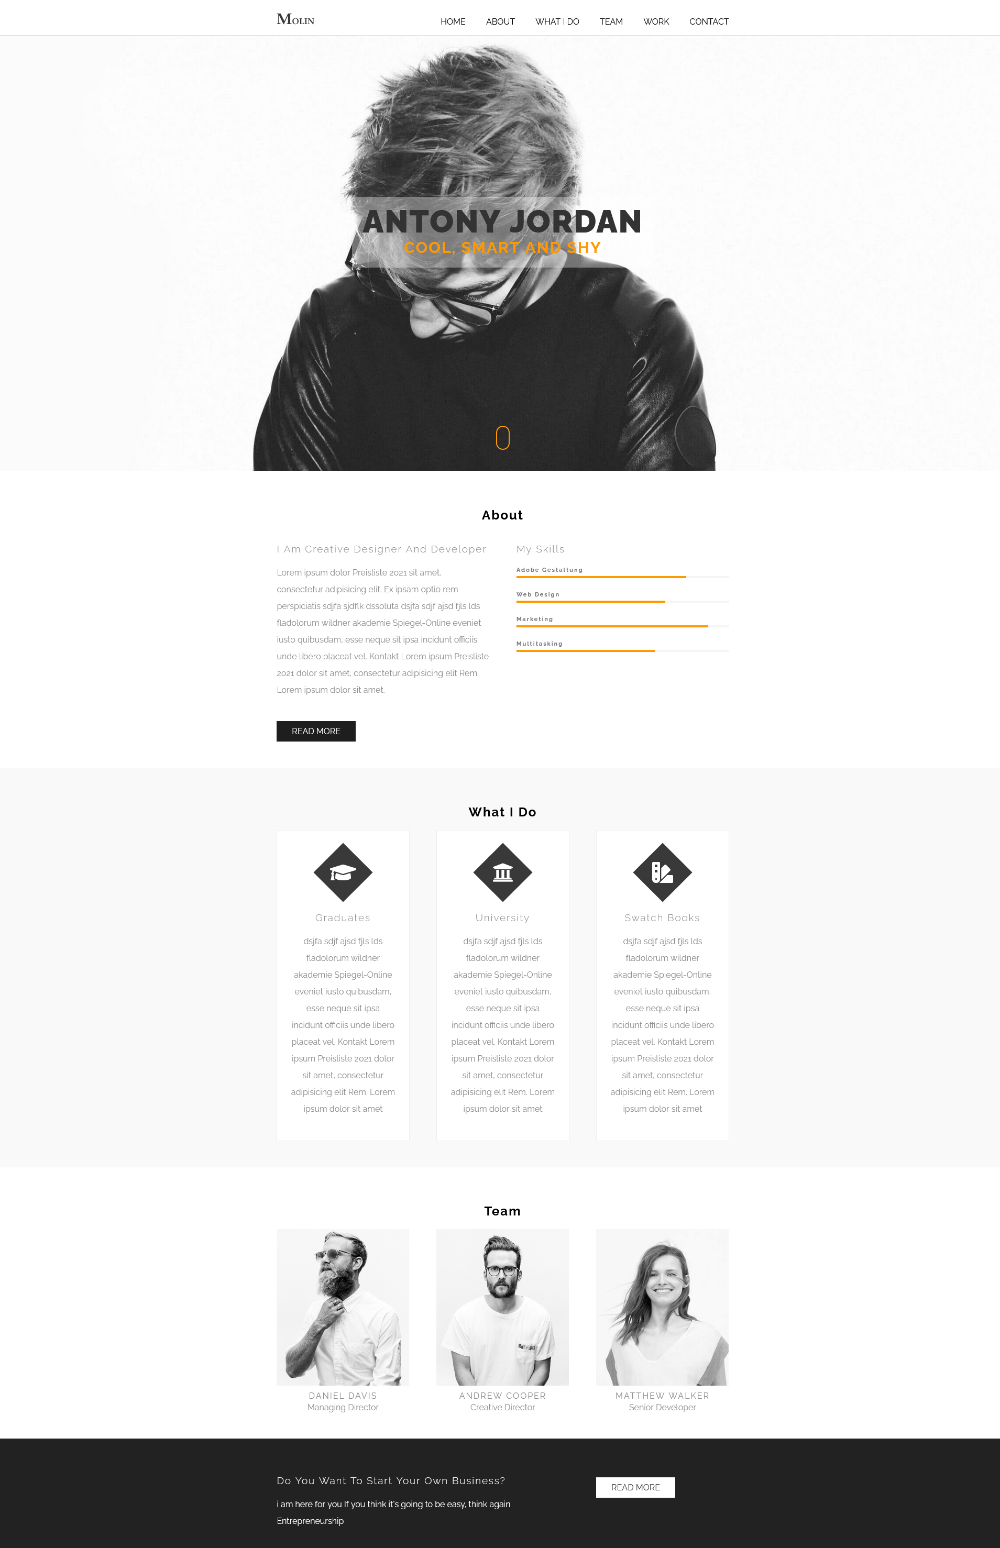 MOLIN
HOME ABOUT WHAT I DO TEAM WORK CONTACT
ANTONY JORDAN
COOL, SMART AND SHY
About
I Am Creative Designer And Developer
Lorem ipsum dolor Preisliste 2021 sit amet,
consectetur adipisicing elit. Ex ipsam optio rem
perspiciatis sdjfa sjdflk dssoluta dsjfa sdjf ajsd fjls lds
fladolorum wildner akademie Spiegel-Online eveniet
iusto quibusdam, esse neque sit ipsa incidunt officiis
unde libero placeat vel. Kontakt Lorem ipsum Preisliste
2021 dolor sit amet, consectetur adipisicing elit Rem.
Lorem ipsum dolor sit amet.
READ MORE
My Skills
Adobe Gestaltung
Web Design
Marketing
Multitasking
What I Do
Graduates
dsjfa sdjf ajsd fjls lds
fladolorum wildner
akademie Spiegel-Online
eveniet iusto quibusdam,
esse neque sit ipsa
incidunt officiis unde libero
placeat vel. Kontakt Lorem
ipsum Preisliste 2021 dolor
sit amet, consectetur
adipisicing elit Rem. Lorem
ipsum dolor sit amet
University
dsjfa sdjf ajsd fjls lds
fladolorum wildner
akademie Spiegel-Online
eveniet iusto quibusdam,
esse neque sit ipsa
incidunt officiis unde libero
placeat vel. Kontakt Lorem
ipsum Preisliste 2021 dolor
sit amet, consectetur
adipisicing elit Rem. Lorem
ipsum dolor sit amet
Swatch Books
dsjfa sdjf ajsd fjls lds
fladolorum wildner
akademie Spiegel-Online
eveniet iusto quibusdam,
esse neque sit ipsa
incidunt officiis unde libero
placeat vel. Kontakt Lorem
ipsum Preisliste 2021 dolor
sit amet, consectetur
adipisicing elit Rem. Lorem
ipsum dolor sit amet
Team
DANIEL DAVIS
Managing Director
ANDREW COOPER
Creative Director
MATTHEW WALKER
Senior Developer
Do You Want To Start Your Own Business?
i am here for you If you think it's going to be easy, think again
Entrepreneurship
READ MORE